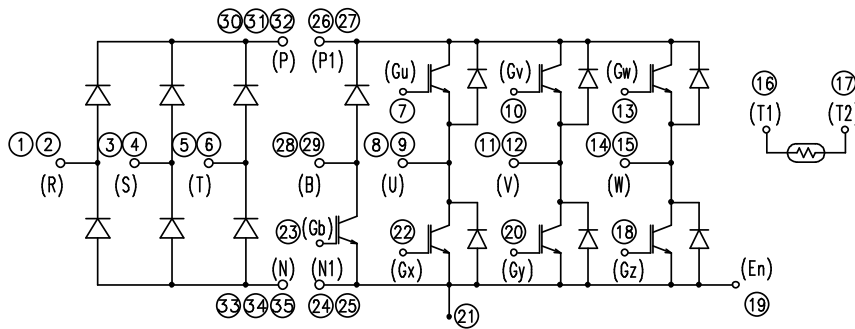 30 31 32 26 27
(P) (P1) (Gu) (Gv) (Gw)
7 10 13 16 17
(T1) (T2)
1 2 3 4 5 6 28 29 8 9 11 12 14 15
(R) (S) (T) (B) (U) (V) (W)
23 (Gb) 22 20 18
(Gx) (Gy) (Gz)
(N) (N1) (En)
33 34 35 24 25 21 19